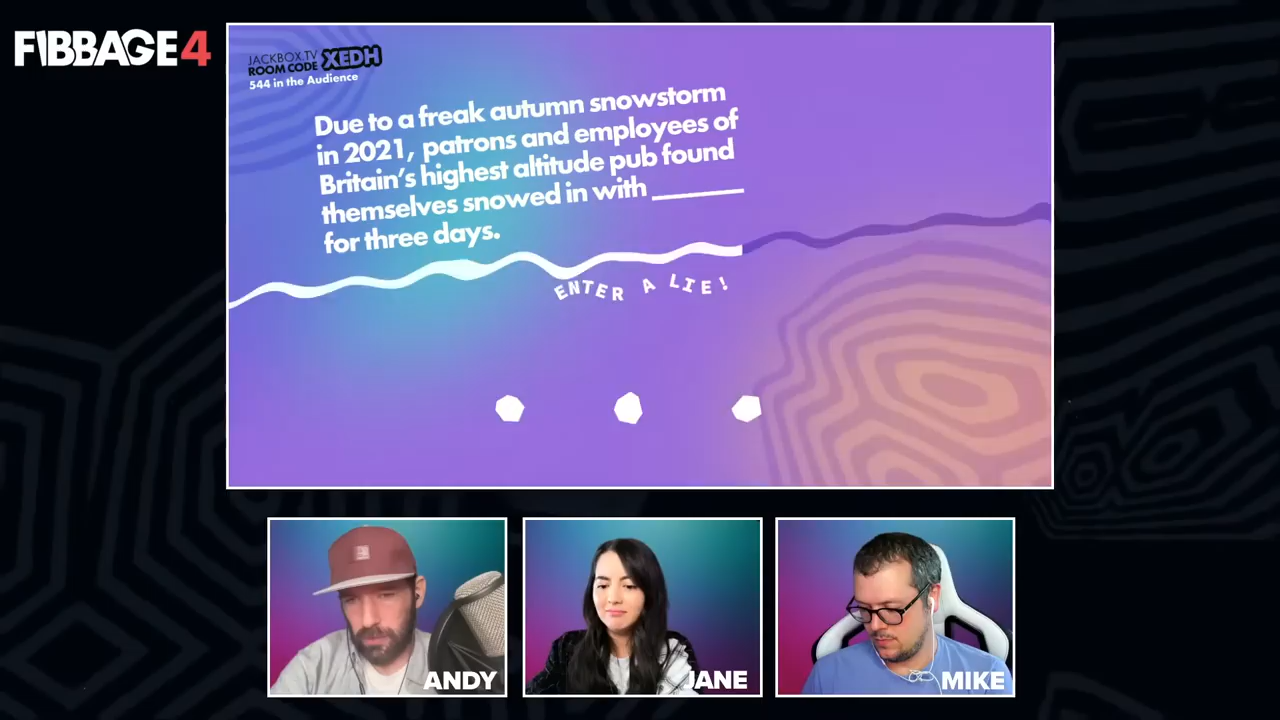 FIBBAGE 4
JACKBOX.TV
ROOM CODE XEDH
544 in the Audience
Due to a freak autumn snowstorm
in 2021, patrons and employees of
Britain's highest altitude pub found
themselves snowed in with ________
for three days.
ENTER A LIE!
ANDY
JANE
MIKE